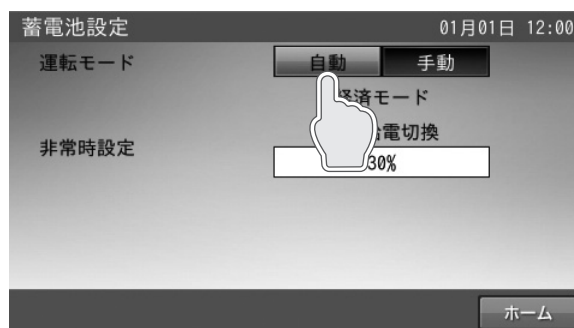 蓄電池設定 01月01日 12:00
運転モード 自動 手動
経済モード
非常時設定 給電切換
30%
ホーム